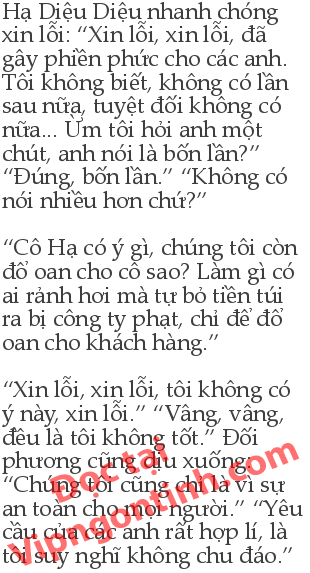 Hạ Diệu Diệu nhanh chóng
xin lỗi: “Xin lỗi, xin lỗi, đã
gây phiền phức cho các anh.
Tôi không biết, không có lần
sau nữa, tuyệt đối không có
nữa... Ừm tôi hỏi anh một
chút, anh nói là bốn lần?”
“Đúng, bốn lần.” “Không có
nói nhiều hơn chứ?”
“Cô Hạ có ý gì, chúng tôi còn
đổ oan cho cô sao? Làm gì có
ai rảnh hơi mà tự bỏ tiền túi
ra bị công ty phạt, chỉ để đổ
oan cho khách hàng.”
“Xin lỗi, xin lỗi, tôi không có
ý này, xin lỗi.” “Vâng, vâng,
đều là tôi không tốt.” Đối
phương cũng dịu xuống:
“Chúng tôi cũng chỉ là vì sự
an toàn cho mọi người.” “Yêu
cầu của các anh rất hợp lí, là
tôi suy nghĩ không chu đáo.”
Đọc tại
Vipngontinh.com